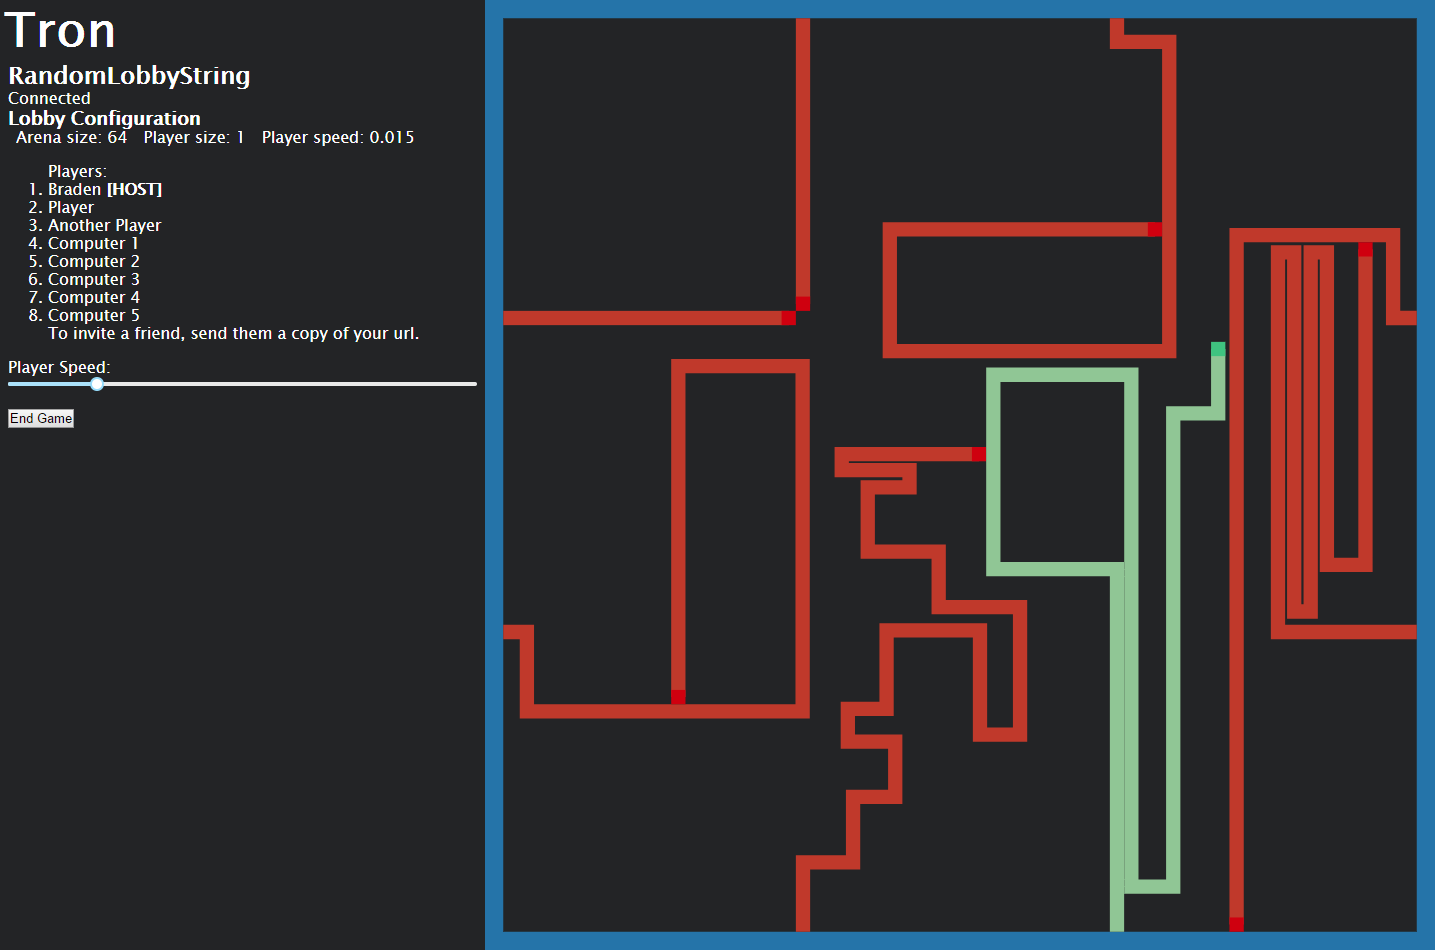 Tron
RandomLobbyString
Connected
Lobby Configuration
Arena size: 64 Player size: 1 Player speed: 0.015
Players:
1. Braden [HOST]
2. Player
3. Another Player
4. Computer 1
5. Computer 2
6. Computer 3
7. Computer 4
8. Computer 5
To invite a friend, send them a copy of your url.
Player Speed:
End Game